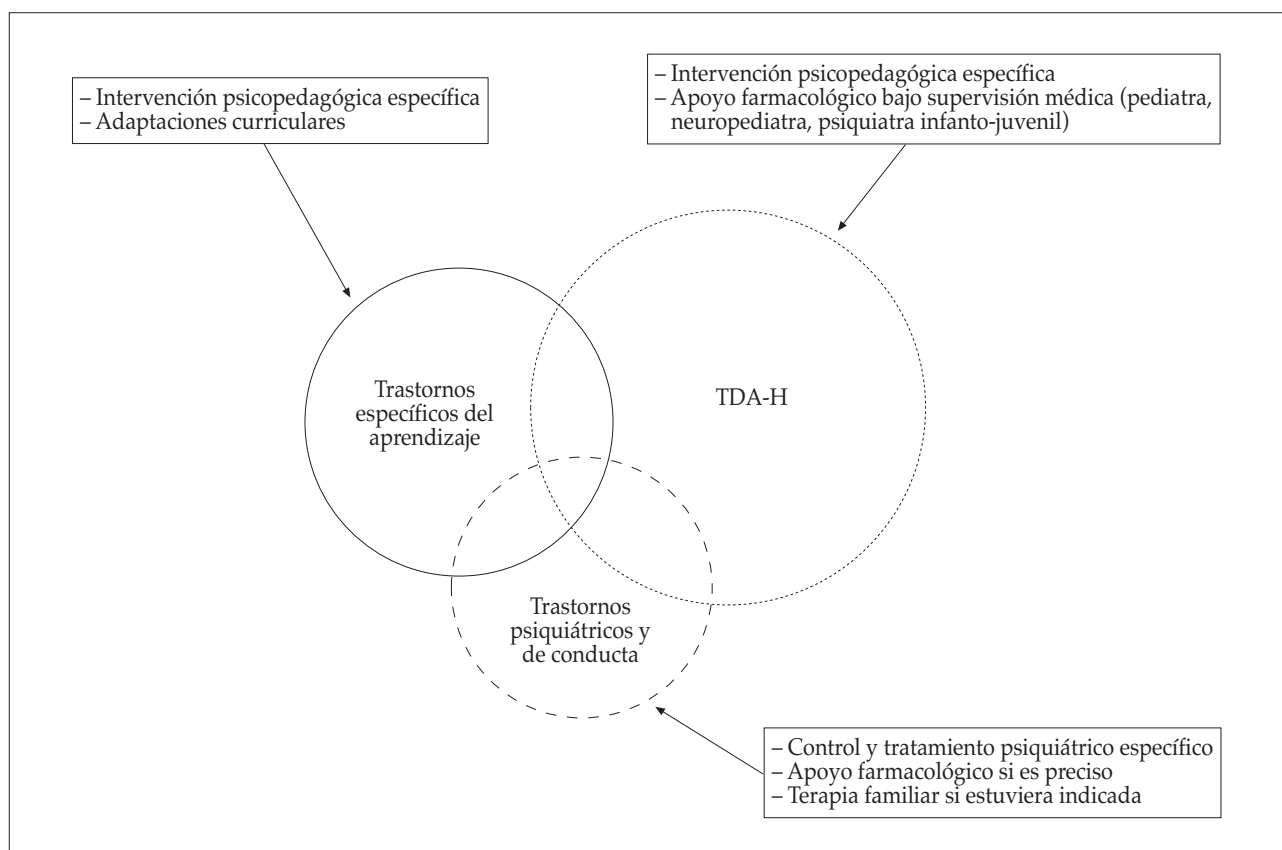 – Intervención psicopedagógica específica
– Adaptaciones curriculares
– Intervención psicopedagógica específica
– Apoyo farmacológico bajo supervisión médica (pediatra,
neuropediatra, psiquiatra infanto-juvenil)
Trastornos
específicos del
aprendizaje
TDA-H
Trastornos
psiquiátricos y
de conducta
– Control y tratamiento psiquiátrico específico
– Apoyo farmacológico si es preciso
– Terapia familiar si estuviera indicada